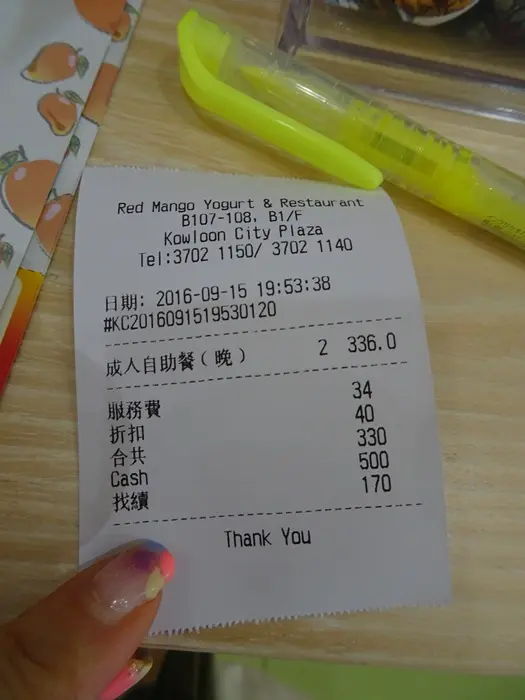 Red Mango Yogurt & Restaurant
B107-108, B1/F
Kowloon City Plaza
Tel:3702 1150/ 3702 1140
日期: 2016-09-15 19:53:38
#KC2016091519530120
成人自助餐(晚) 2 336.0
服務費 34
折扣 40
合共 330
Cash 500
找續 170
Thank You